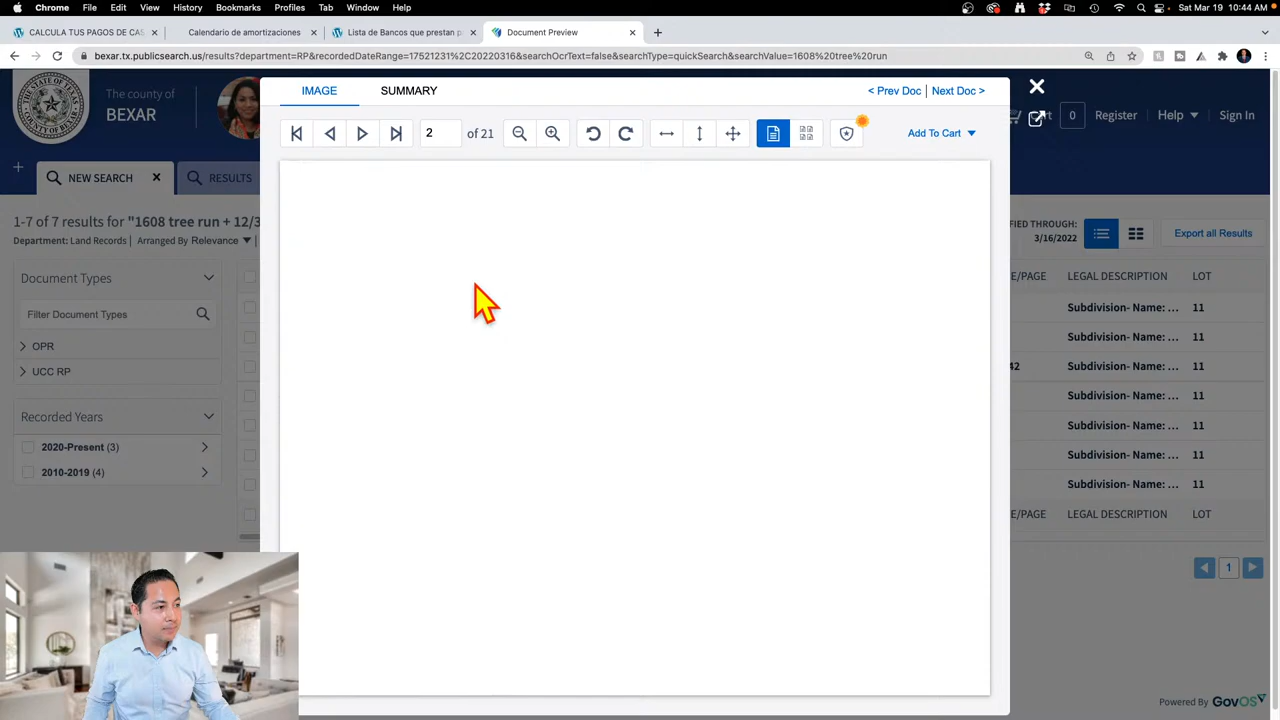 Chrome File Edit View History Bookmarks Profiles Tab Window Help Sat Mar 19 10:44 AM
CALCULA TUS PAGOS DE CAS
Calendario de amortizaciones
Lista de Bancos que prestan p
Document Preview
bexar.tx.publicsearch.us/results?department=RP&recordedDateRange=17521231%2C20220316&searchOcrText=false&searchType=quickSearch&searchValue=1608%20tree%20run
The county of
BEXAR
IMAGE SUMMARY < Prev Doc | Next Doc >
2 of 21 Add To Cart
0 Register Help Sign In
NEW SEARCH RESULTS
1-7 of 7 results for "1608 tree run + 12/3
Department: Land Records Arranged By Relevance
FIED THROUGH:
3/16/2022
Export all Results
Document Types
Filter Document Types
OPR
UCC RP
Recorded Years
2020-Present (3)
2010-2019 (4)
E/PAGE LEGAL DESCRIPTION LOT
Subdivision- Name: ... 11
Subdivision- Name: ... 11
42 Subdivision- Name: ... 11
Subdivision- Name: ... 11
Subdivision- Name: ... 11
Subdivision- Name: ... 11
Subdivision- Name: ... 11
E/PAGE LEGAL DESCRIPTION LOT
1
Powered By GovOS